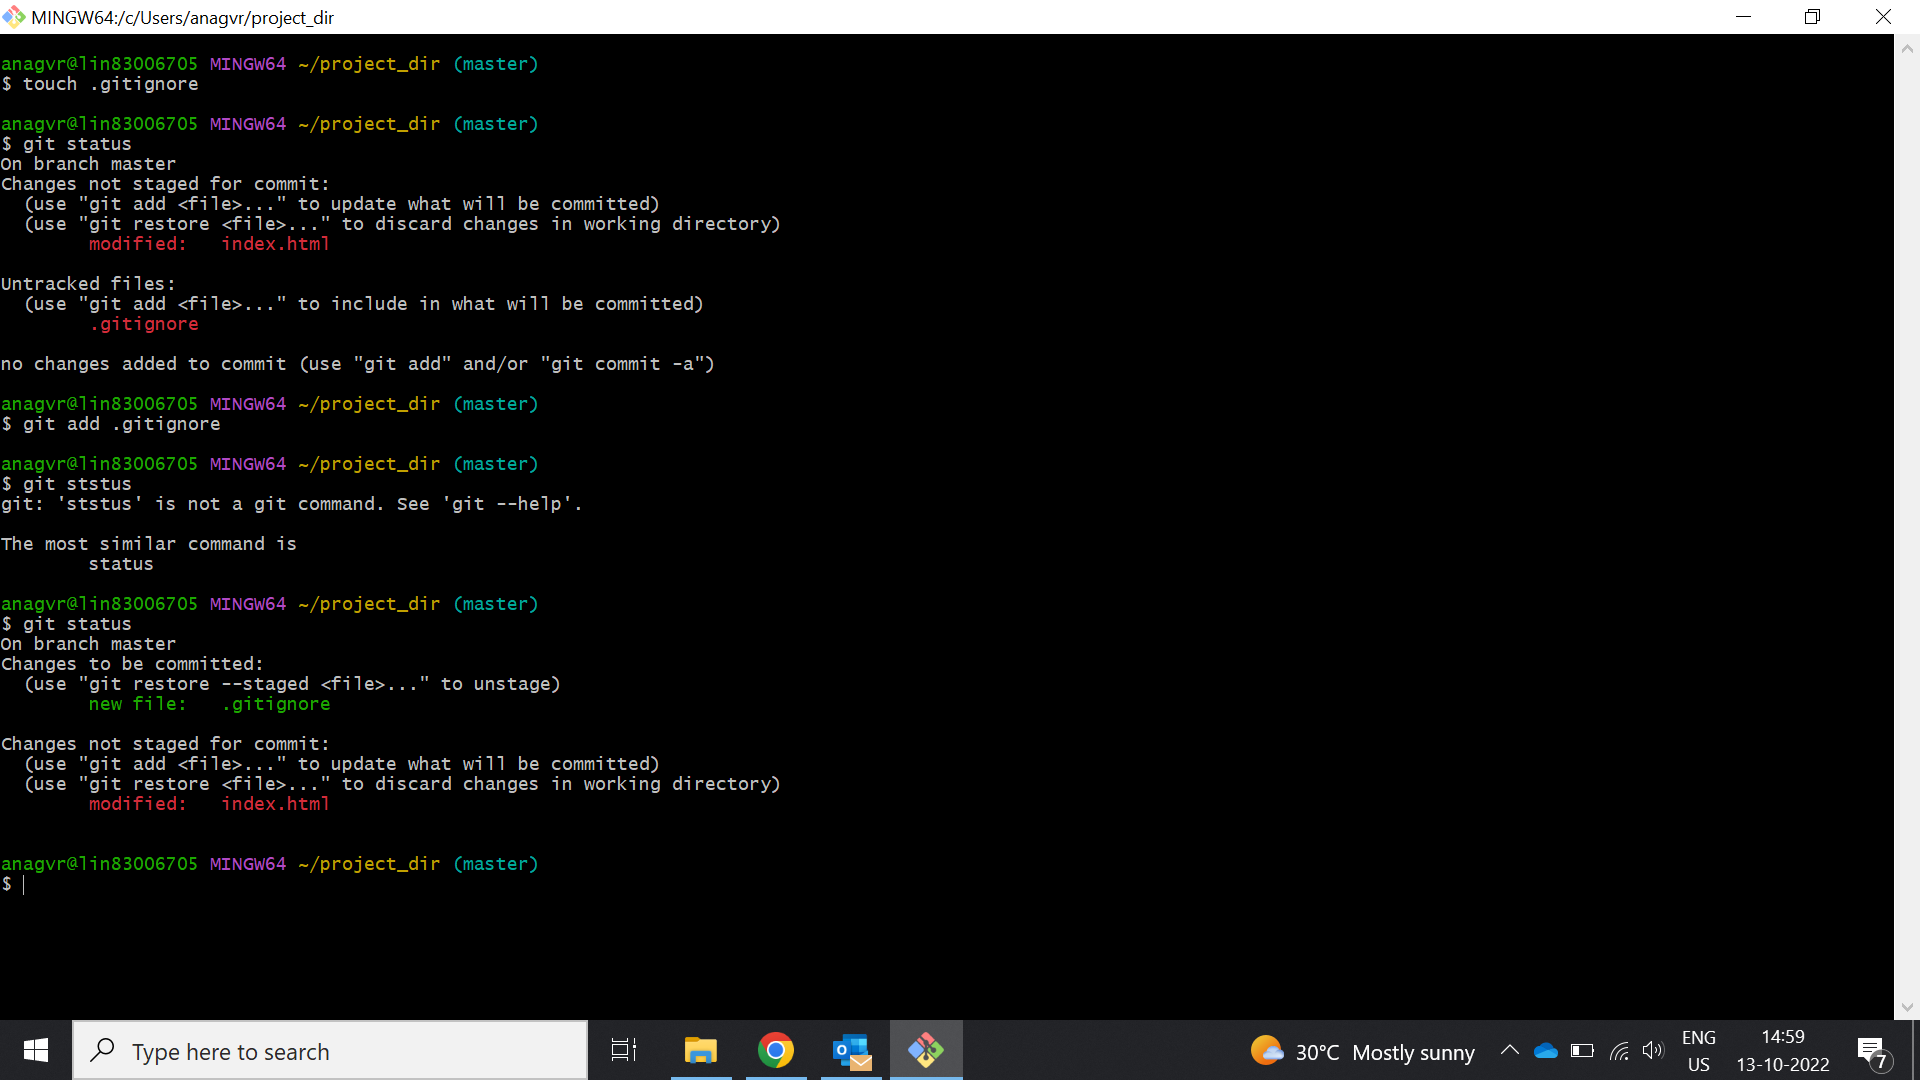 MINGW64:/c/Users/anagvr/project_dir
anagvr@lin83006705 MINGW64 ~/project_dir (master)
$ touch .gitignore
anagvr@lin83006705 MINGW64 ~/project_dir (master)
$ git status
On branch master
Changes not staged for commit:
  (use "git add <file>..." to update what will be committed)
  (use "git restore <file>..." to discard changes in working directory)
        modified:   index.html
Untracked files:
  (use "git add <file>..." to include in what will be committed)
        .gitignore
no changes added to commit (use "git add" and/or "git commit -a")
anagvr@lin83006705 MINGW64 ~/project_dir (master)
$ git add .gitignore
anagvr@lin83006705 MINGW64 ~/project_dir (master)
$ git ststus
git: 'ststus' is not a git command. See 'git --help'.
The most similar command is
        status
anagvr@lin83006705 MINGW64 ~/project_dir (master)
$ git status
On branch master
Changes to be committed:
  (use "git restore --staged <file>..." to unstage)
        new file:   .gitignore
Changes not staged for commit:
  (use "git add <file>..." to update what will be committed)
  (use "git restore <file>..." to discard changes in working directory)
        modified:   index.html
anagvr@lin83006705 MINGW64 ~/project_dir (master)
$
Type here to search
30°C Mostly sunny
ENG
US
14:59
13-10-2022
7